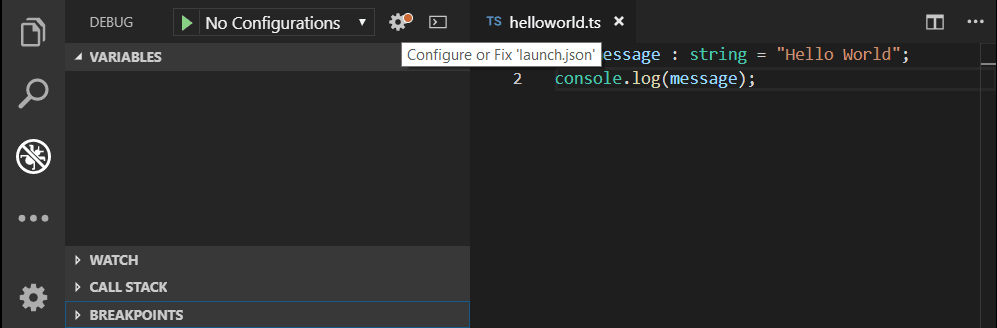 DEBUG
No Configurations
TS helloworld.ts
Configure or Fix 'launch.json'
VARIABLES
message : string = "Hello World";
2 console.log(message);
WATCH
CALL STACK
BREAKPOINTS